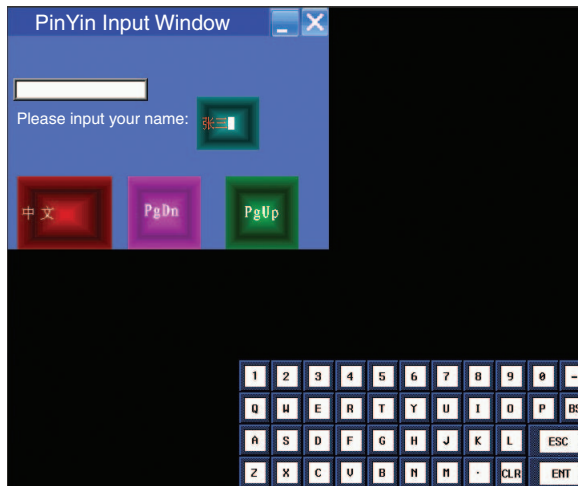 PinYin Input Window
Please input your name: 张三
中文 PgDn PgUp
1 2 3 4 5 6 7 8 9 0 -
Q W E R T Y U I O P BS
A S D F G H J K L ESC
Z X C V B N M . CLR ENT